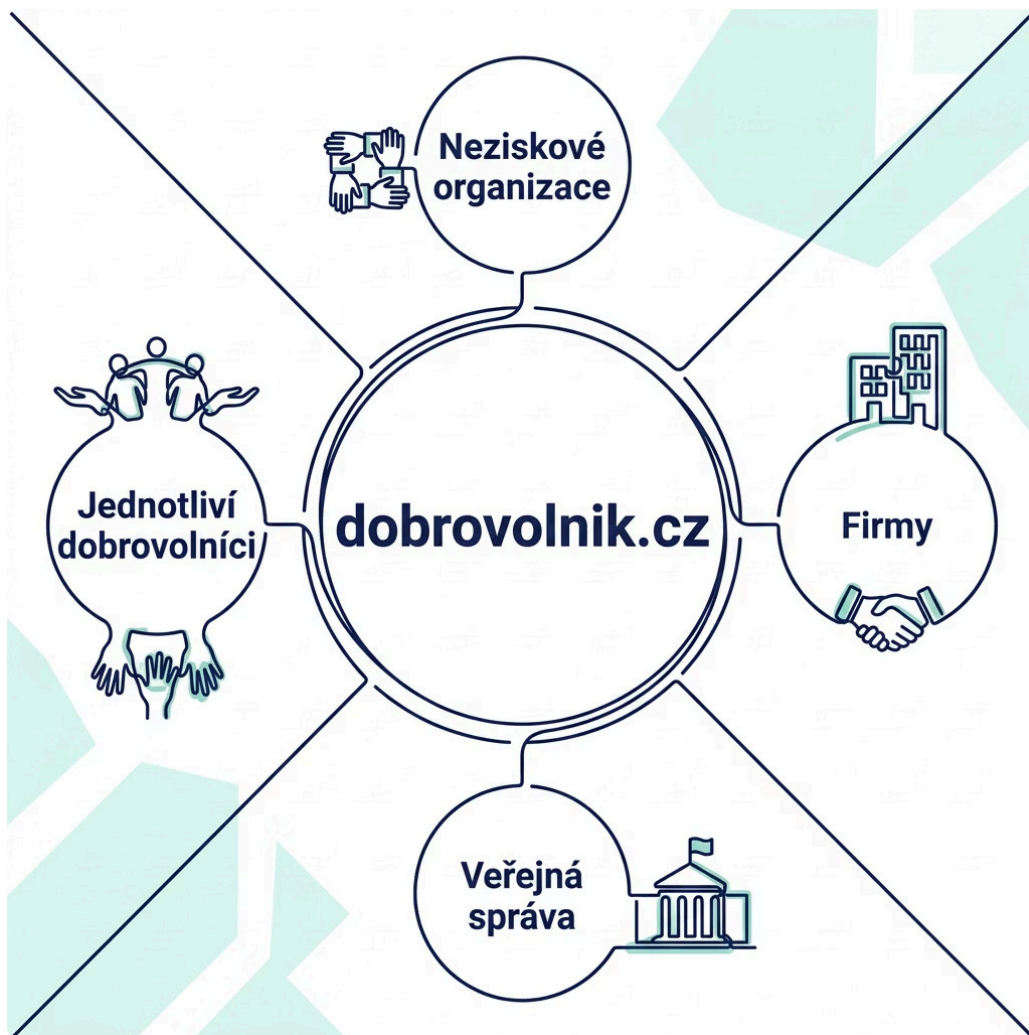 Neziskové
organizace
Jednotliví
dobrovolníci
dobrovolnik.cz
Firmy
Veřejná
správa